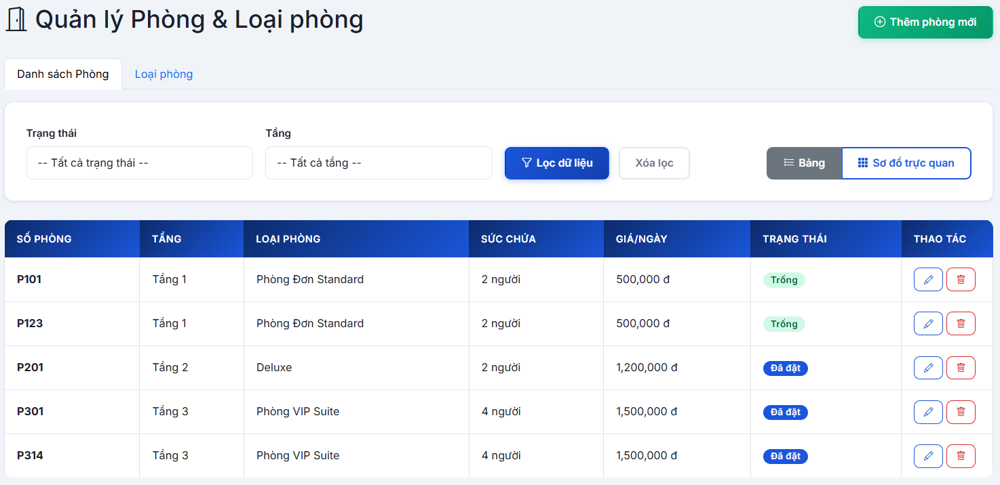 Quản lý Phòng & Loại phòng
Thêm phòng mới
Danh sách Phòng Loại phòng
Trạng thái Tầng
-- Tất cả trạng thái -- -- Tất cả tầng -- Lọc dữ liệu Xóa lọc Bảng Sơ đồ trực quan
SỐ PHÒNG TẦNG LOẠI PHÒNG SỨC CHỨA GIÁ/NGÀY TRẠNG THÁI THAO TÁC
P101 Tầng 1 Phòng Đơn Standard 2 người 500,000 đ Trống
P123 Tầng 1 Phòng Đơn Standard 2 người 500,000 đ Trống
P201 Tầng 2 Deluxe 2 người 1,200,000 đ Đã đặt
P301 Tầng 3 Phòng VIP Suite 4 người 1,500,000 đ Đã đặt
P314 Tầng 3 Phòng VIP Suite 4 người 1,500,000 đ Đã đặt